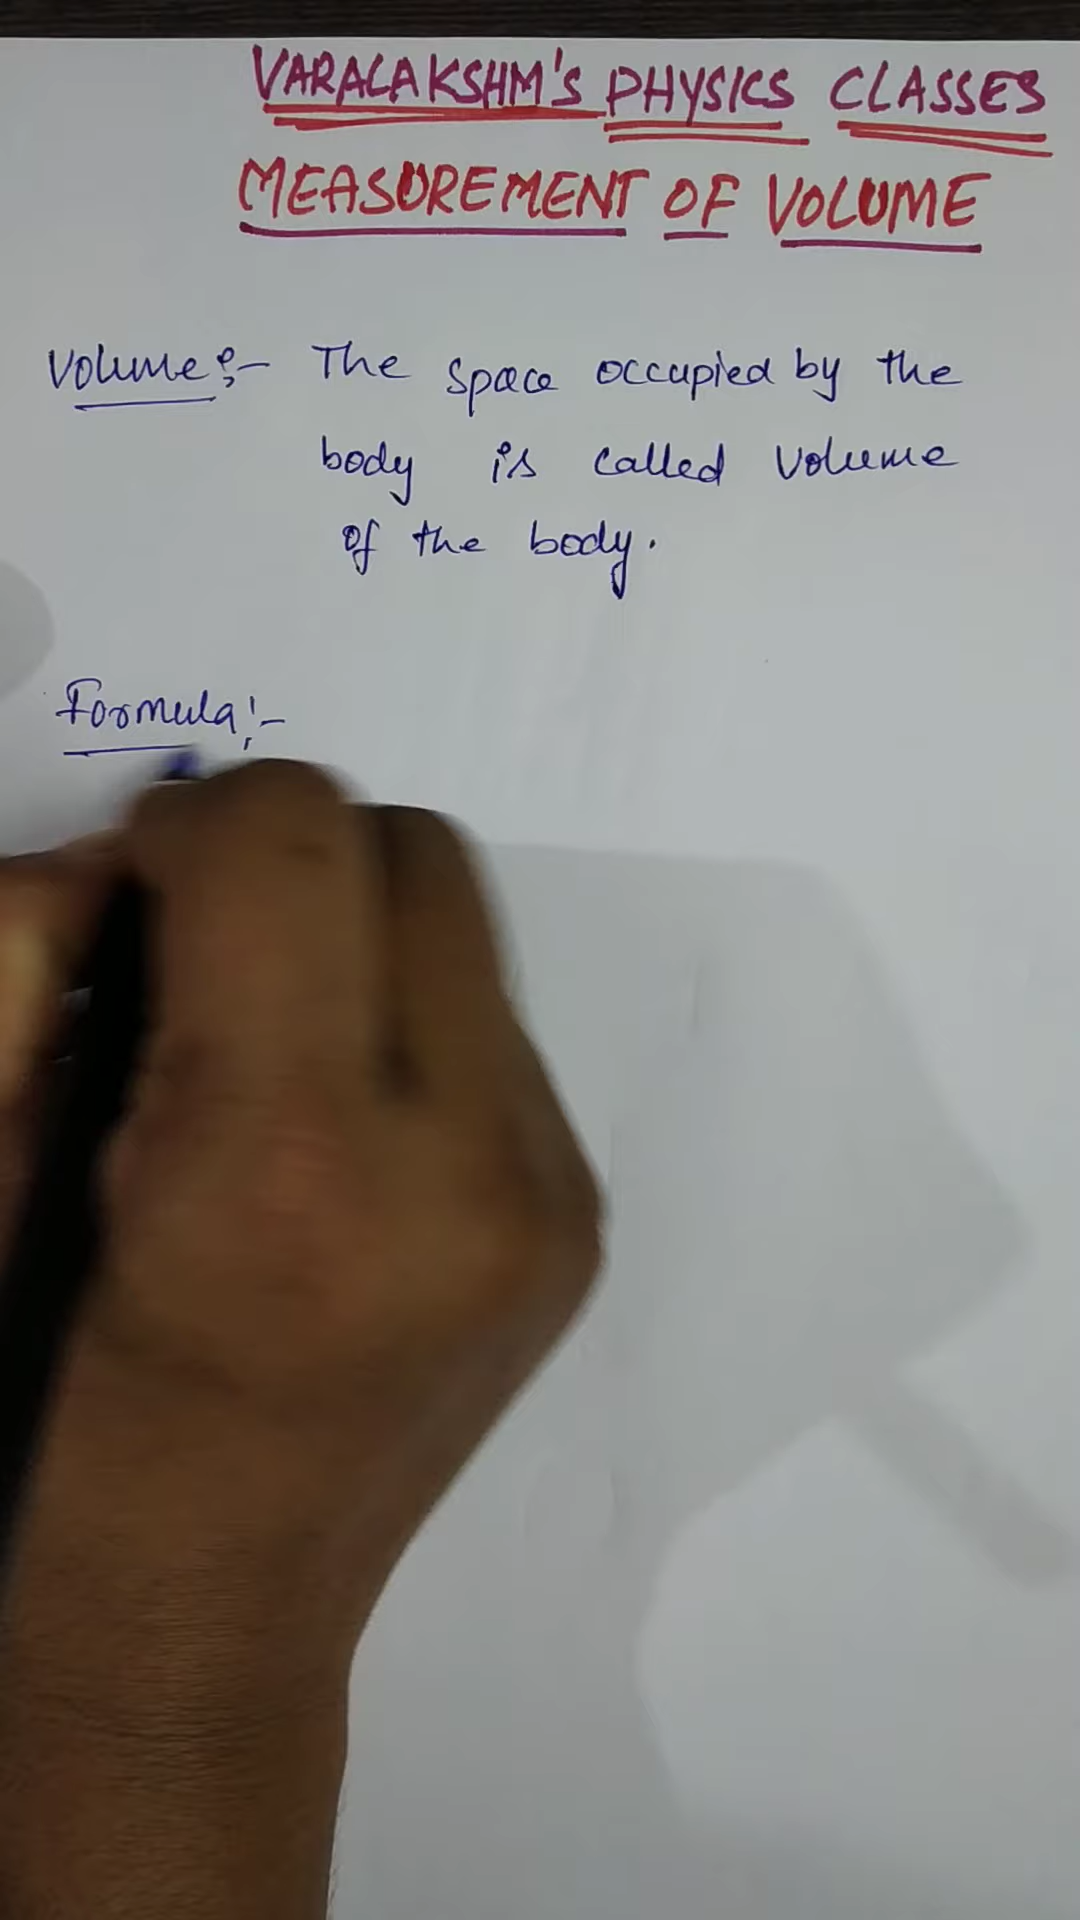 VARALAKSHM'S PHYSICS CLASSES
MEASUREMENT OF VOLUME
Volume:- The space occupied by the
body is called volume
of the body.
Formula:-